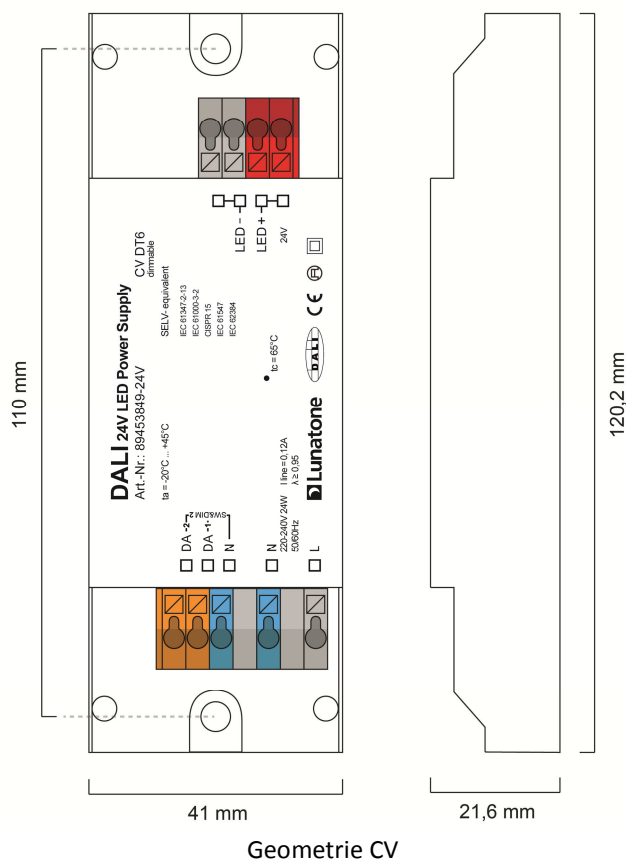 110 mm
120,2 mm
LED -
LED +
24V
DALI 24V LED Power Supply
CV DT6
dimmable
Art.-Nr.: 89453849-24V
ta = -20°C ... +45°C
SELV- equivalent
IEC 61347-2-13
IEC 61000-3-2
CISPR 15
IEC 61547
IEC 62384
tc = 65°C
DALI
CE
Lunatone
DA -2
DA -1
SW&DIM 2
N
N
L
220-240V 24W
50/60Hz
I line = 0,12A
λ ≥ 0,95
41 mm
21,6 mm
Geometrie CV